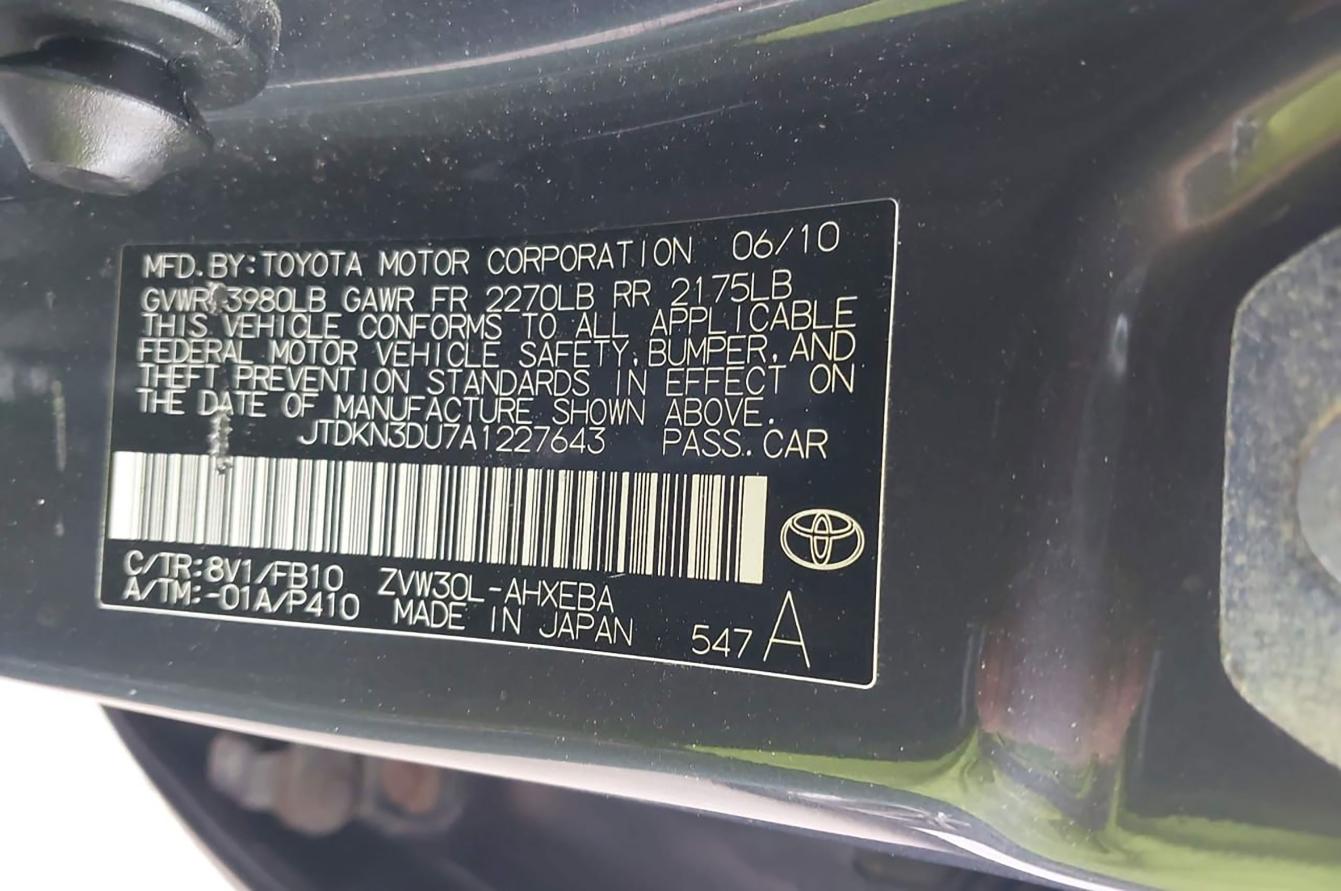 MFD. BY: TOYOTA MOTOR CORPORATION 06/10
GVWR 3980LB GAWR FR 2270LB RR 2175LB
THIS VEHICLE CONFORMS TO ALL APPLICABLE
FEDERAL MOTOR VEHICLE SAFETY, BUMPER, AND
THEFT PREVENTION STANDARDS IN EFFECT ON
THE DATE OF MANUFACTURE SHOWN ABOVE.
JTDKN3DU7A1227643 PASS. CAR
C/TR: 8V1/FB10 ZVW30L-AHXEBA
A/TM: -01A/P410 MADE IN JAPAN 547 A